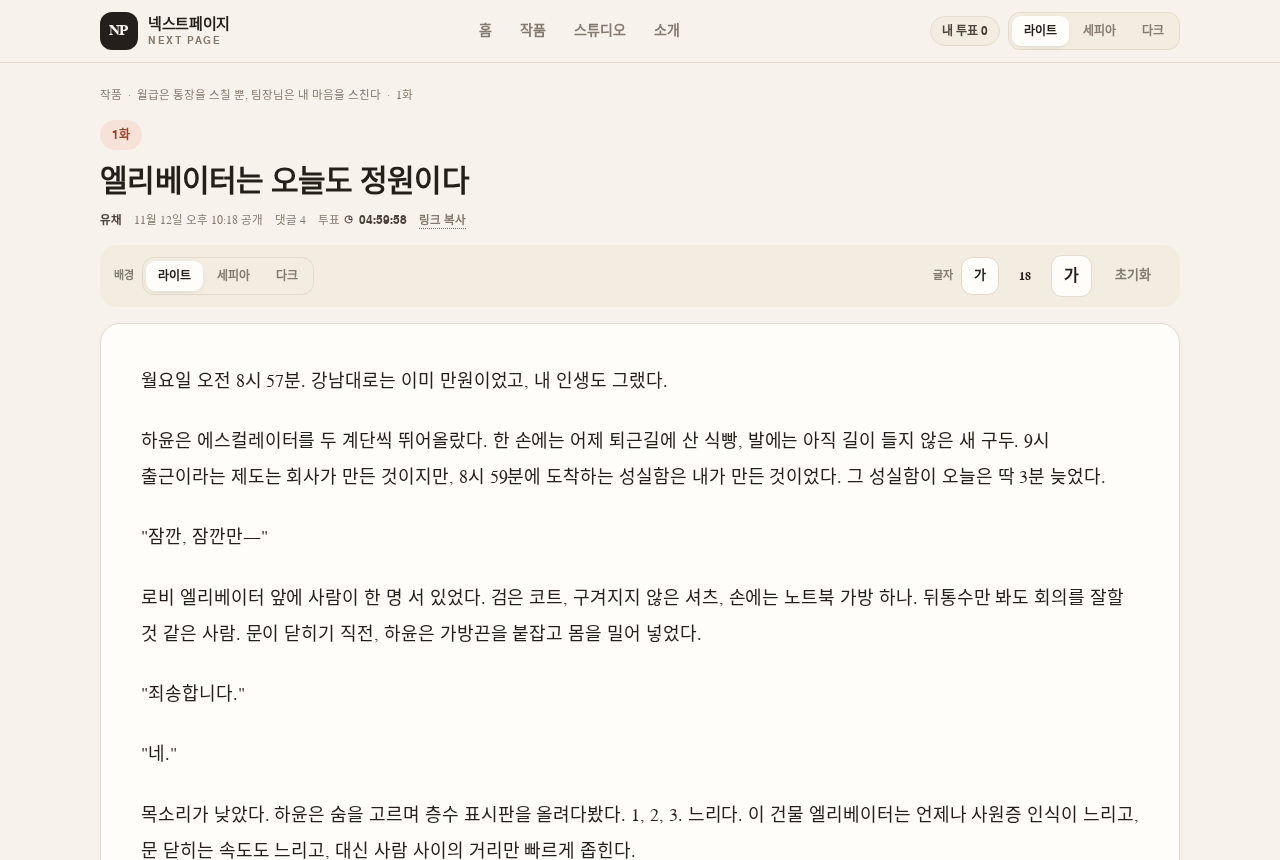 NP 넥스트페이지
NEXT PAGE
홈 작품 스튜디오 소개
내 투표 0 라이트 세피아 다크
작품 · 월급은 통장을 스칠 뿐, 팀장님은 내 마음을 스친다 · 1화
1화
엘리베이터는 오늘도 정원이다
유채 11월 12일 오후 10:18 공개 댓글 4 투표 04:59:58 링크 복사
배경 라이트 세피아 다크 글자 가 18 가 초기화
월요일 오전 8시 57분. 강남대로는 이미 만원이었고, 내 인생도 그랬다.
하윤은 에스컬레이터를 두 계단씩 뛰어올랐다. 한 손에는 어제 퇴근길에 산 식빵, 발에는 아직 길이 들지 않은 새 구두. 9시
출근이라는 제도는 회사가 만든 것이지만, 8시 59분에 도착하는 성실함은 내가 만든 것이었다. 그 성실함이 오늘은 딱 3분 늦었다.
"잠깐, 잠깐만—"
로비 엘리베이터 앞에 사람이 한 명 서 있었다. 검은 코트, 구겨지지 않은 셔츠, 손에는 노트북 가방 하나. 뒤통수만 봐도 회의를 잘할
것 같은 사람. 문이 닫히기 직전, 하윤은 가방끈을 붙잡고 몸을 밀어 넣었다.
"죄송합니다."
"네."
목소리가 낮았다. 하윤은 숨을 고르며 층수 표시판을 올려다봤다. 1, 2, 3. 느리다. 이 건물 엘리베이터는 언제나 사원증 인식이 느리고,
문 닫히는 속도도 느리고, 대신 사람 사이의 거리만 빠르게 좁힌다.